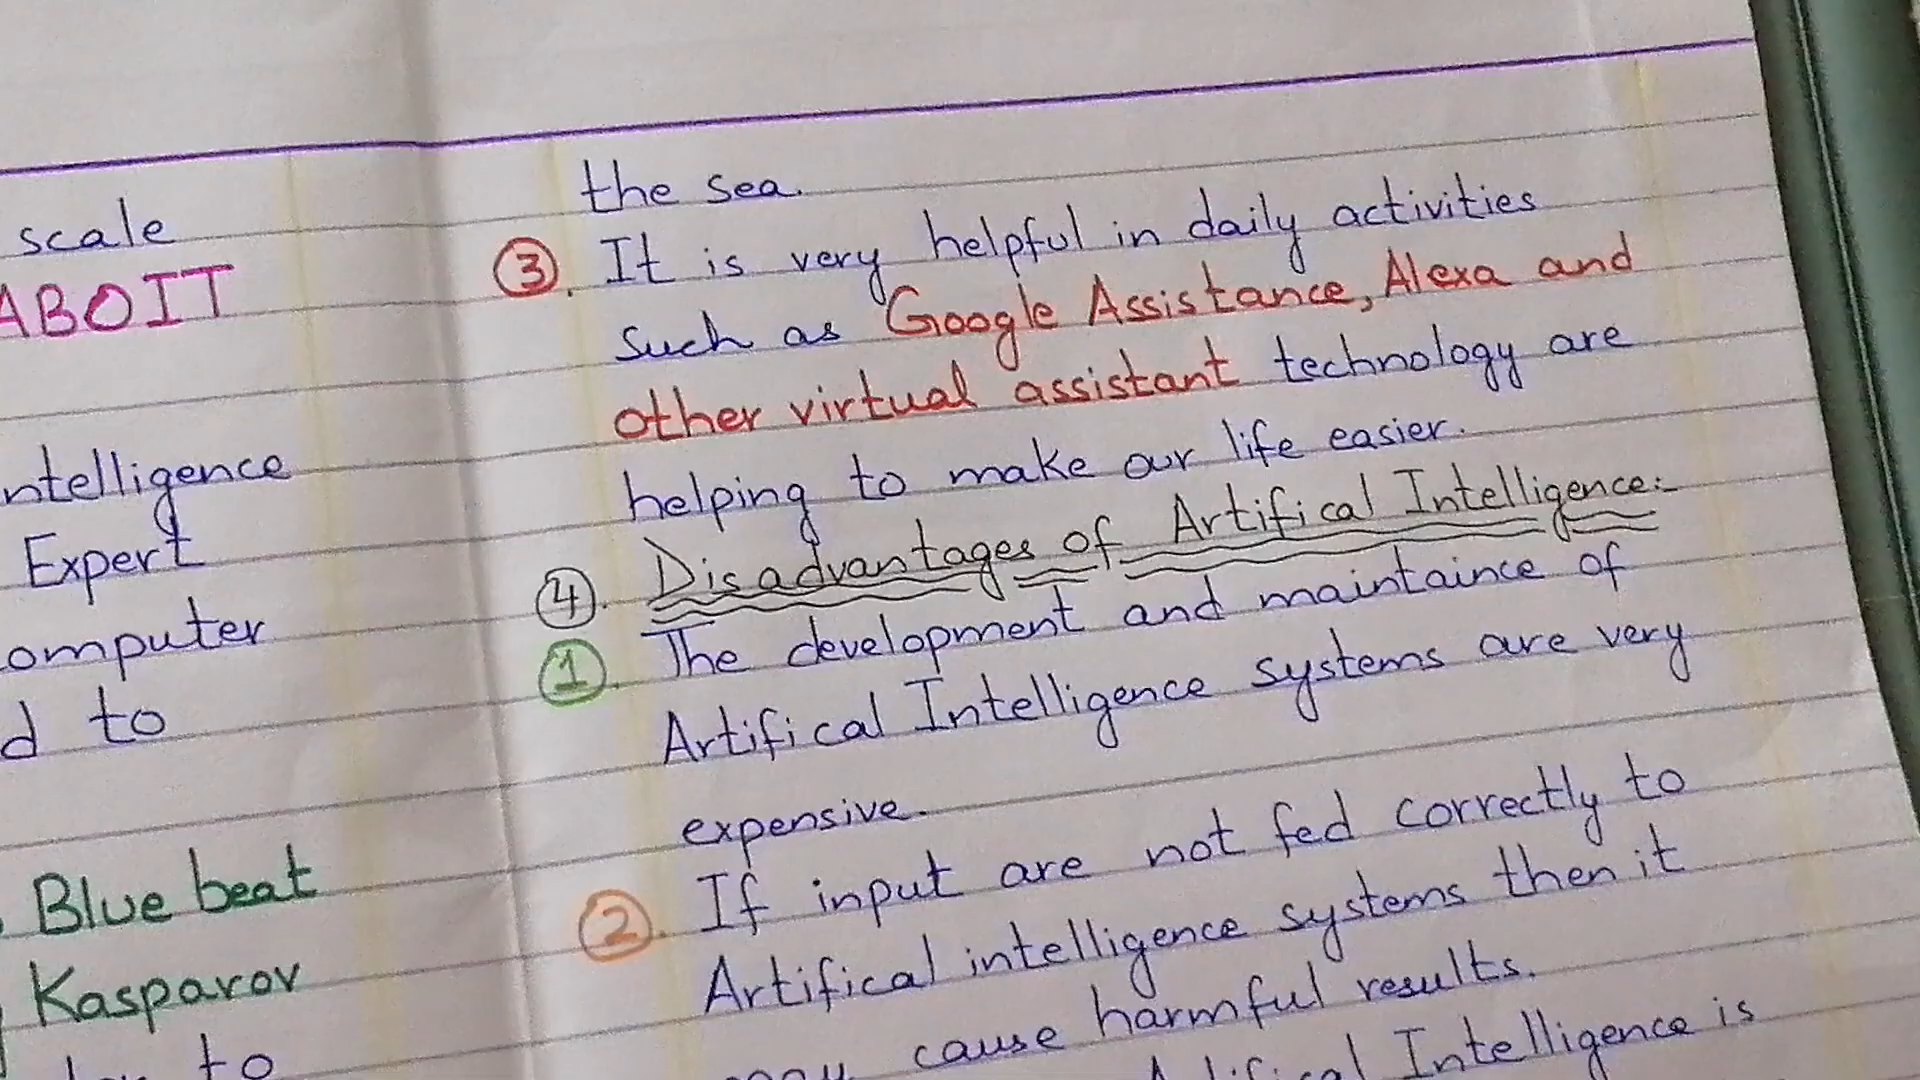 scale
ABOIT
ntelligence
Expert
omputer
d to
Blue beat
Kasparov
to
the sea.
③. It is very helpful in daily activities
such as Google Assistance, Alexa and
other virtual assistant technology are
helping to make our life easier.
④. Disadvantages of Artifical Intelligence:-
①. The development and maintaince of
Artifical Intelligence systems are very
expensive.
②. If input are not fed correctly to
Artifical intelligence systems then it
may cause harmful results.
Artifical Intelligence is